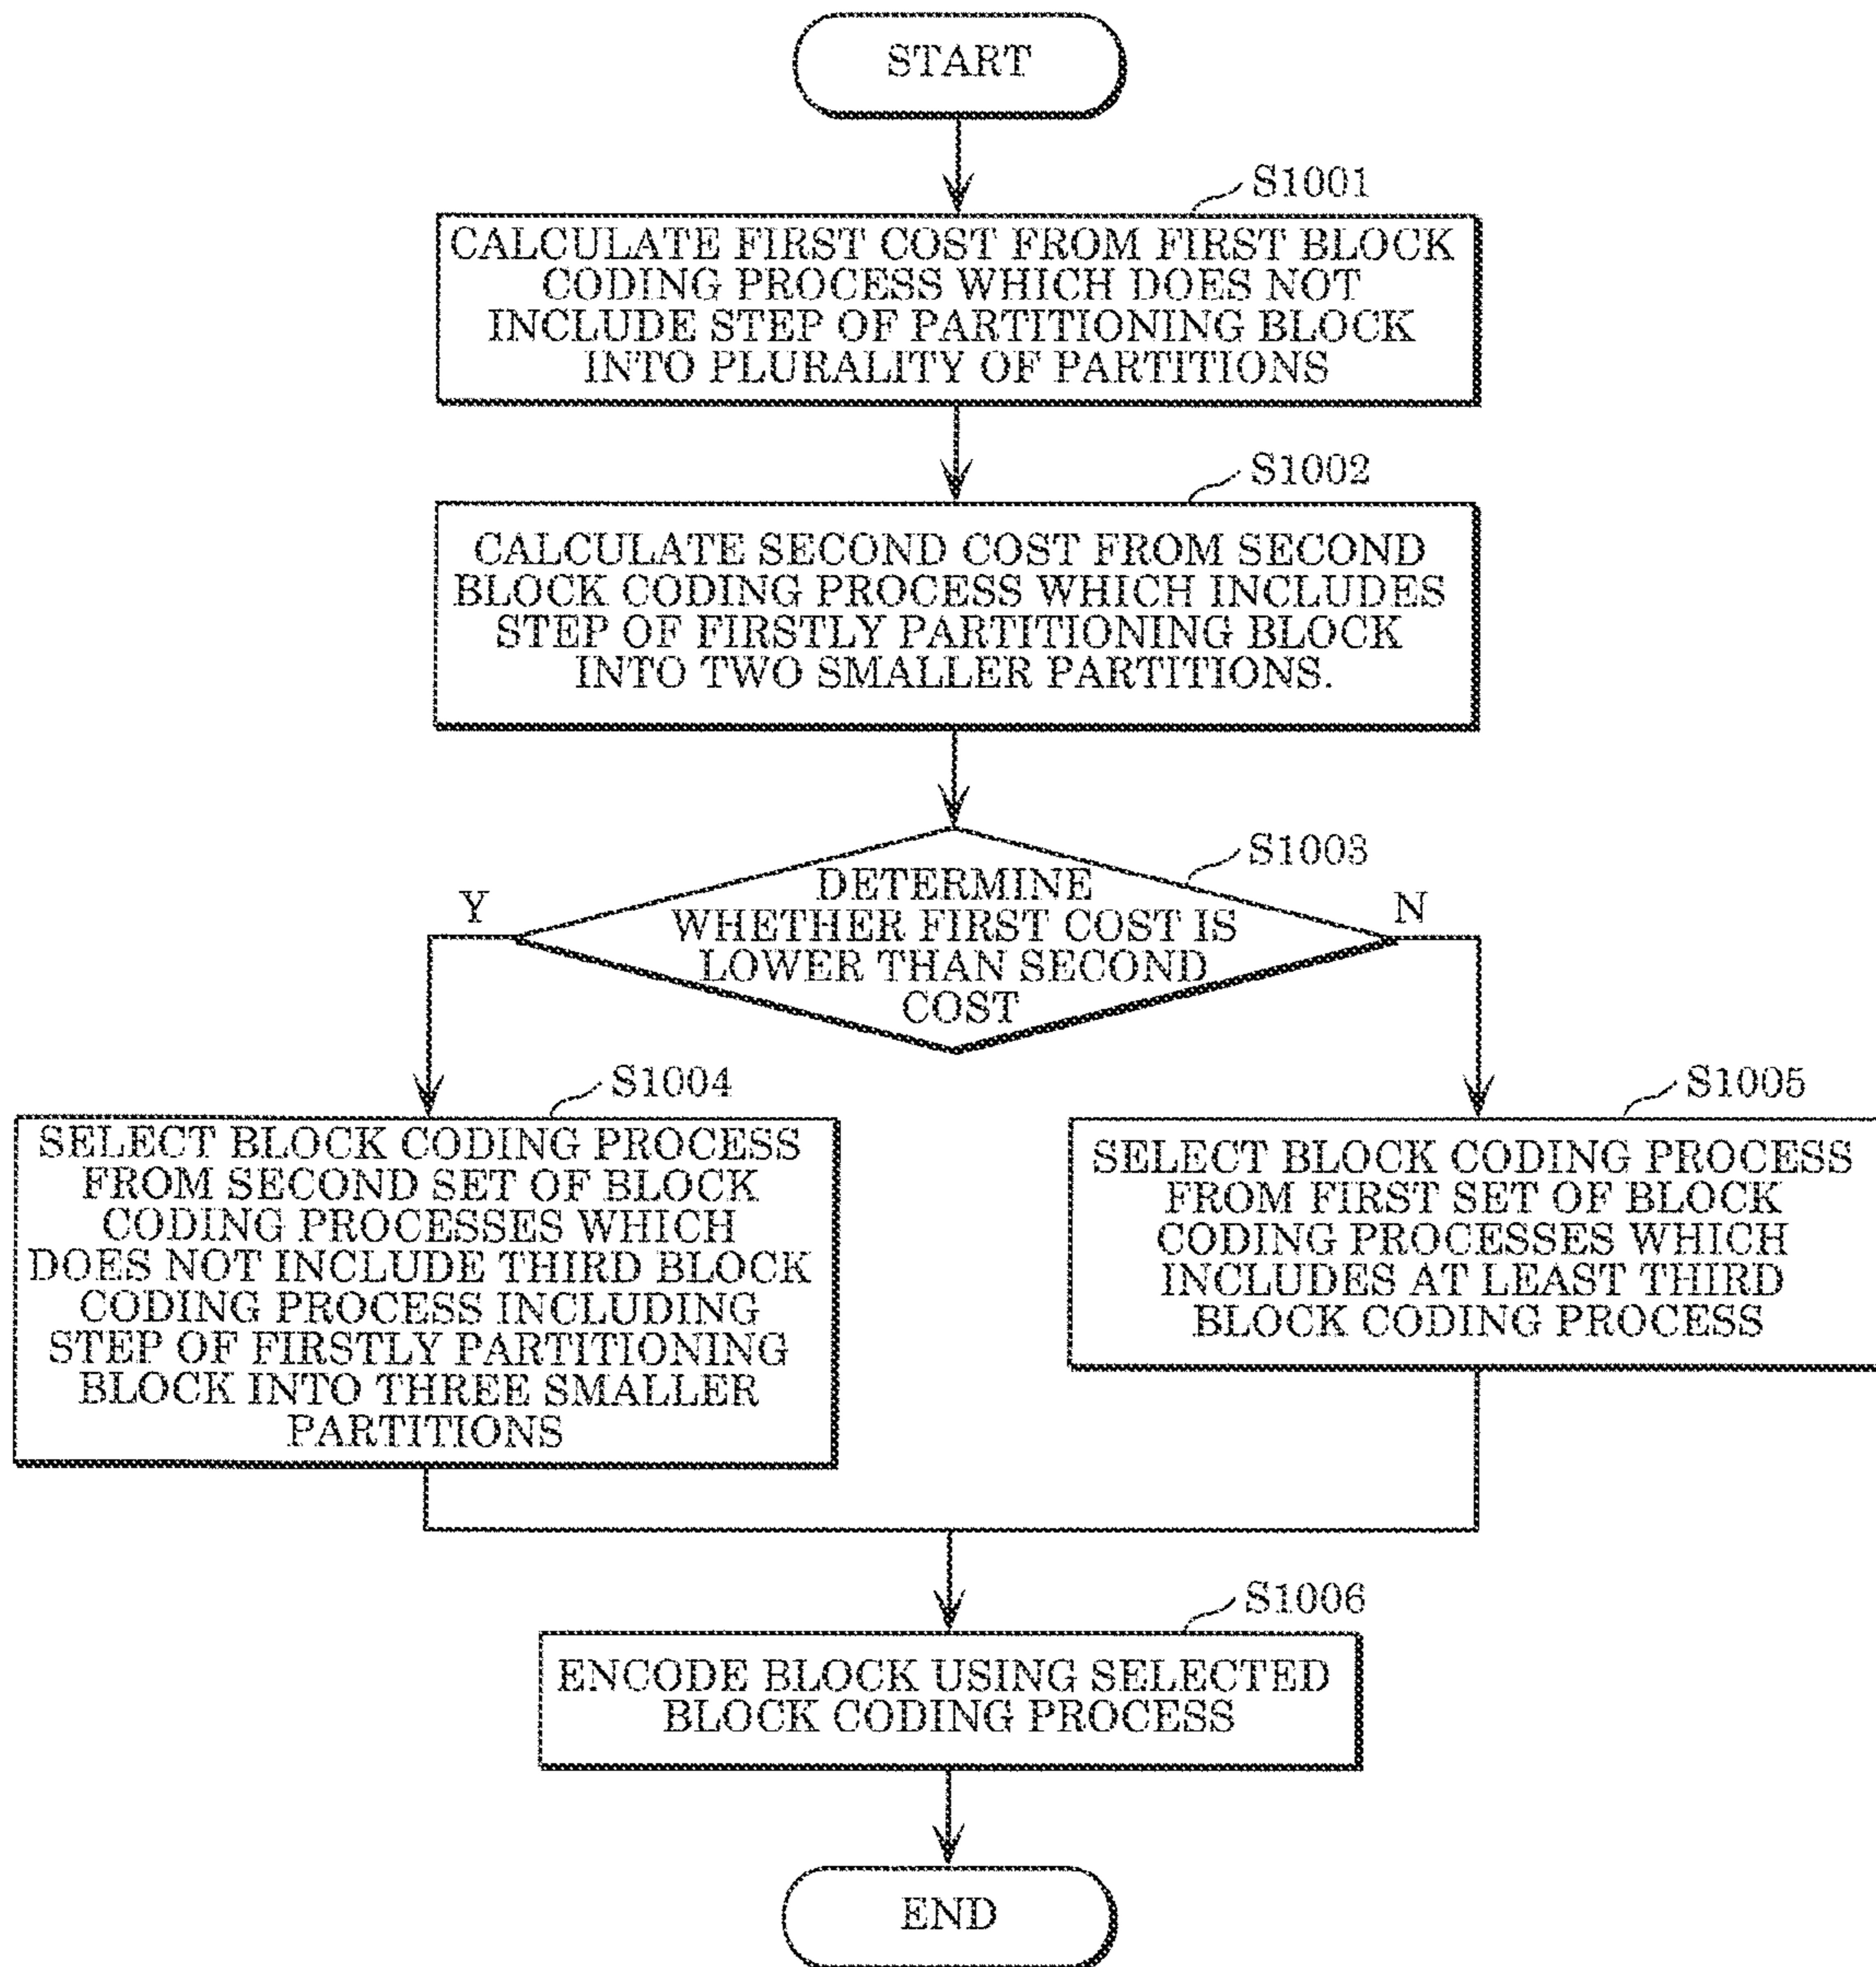 START
S1001
CALCULATE FIRST COST FROM FIRST BLOCK
CODING PROCESS WHICH DOES NOT
INCLUDE STEP OF PARTITIONING BLOCK
INTO PLURALITY OF PARTITIONS
S1002
CALCULATE SECOND COST FROM SECOND
BLOCK CODING PROCESS WHICH INCLUDES
STEP OF FIRSTLY PARTITIONING BLOCK
INTO TWO SMALLER PARTITIONS.
S1003
DETERMINE
WHETHER FIRST COST IS
LOWER THAN SECOND
COST
Y
N
S1004
SELECT BLOCK CODING PROCESS
FROM SECOND SET OF BLOCK
CODING PROCESSES WHICH
DOES NOT INCLUDE THIRD BLOCK
CODING PROCESS INCLUDING
STEP OF FIRSTLY PARTITIONING
BLOCK INTO THREE SMALLER
PARTITIONS
S1005
SELECT BLOCK CODING PROCESS
FROM FIRST SET OF BLOCK
CODING PROCESSES WHICH
INCLUDES AT LEAST THIRD
BLOCK CODING PROCESS
S1006
ENCODE BLOCK USING SELECTED
BLOCK CODING PROCESS
END